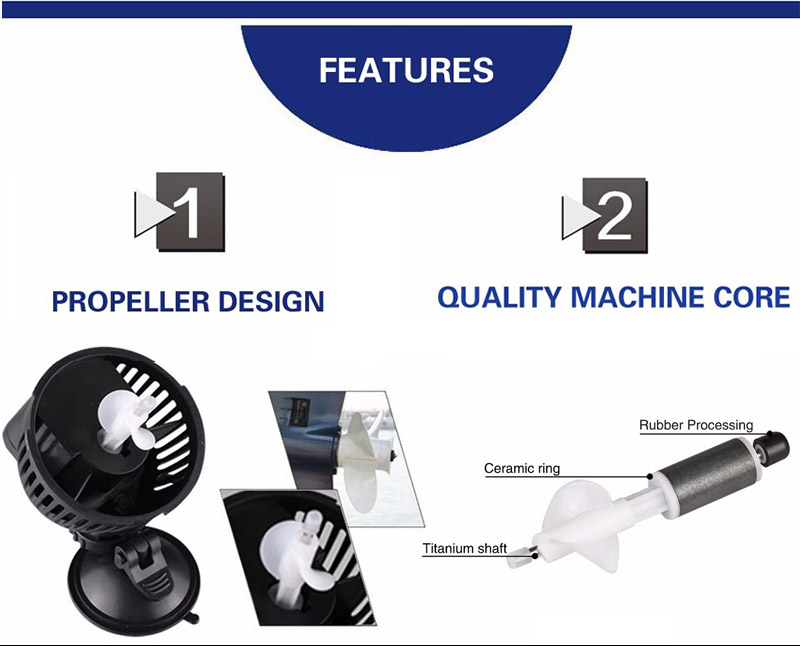 FEATURES
1
2
PROPELLER DESIGN
QUALITY MACHINE CORE
Rubber Processing
Ceramic ring
Titanium shaft